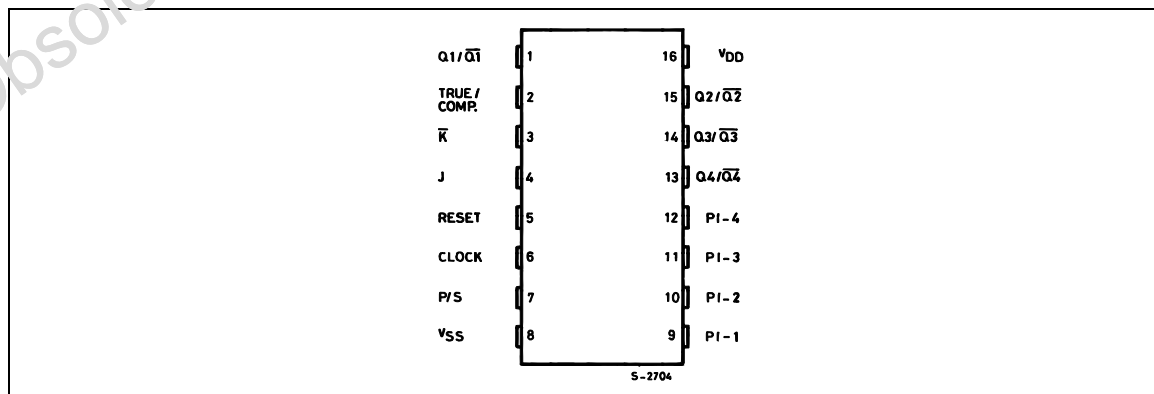 Obsole
Q1/Q̅1̅ 1
TRUE/
COMP. 2
K̅ 3
J 4
RESET 5
CLOCK 6
P/S 7
VSS 8
16 VDD
15 Q2/Q̅2̅
14 Q3/Q̅3̅
13 Q4/Q̅4̅
12 PI-4
11 PI-3
10 PI-2
9 PI-1
S-2704